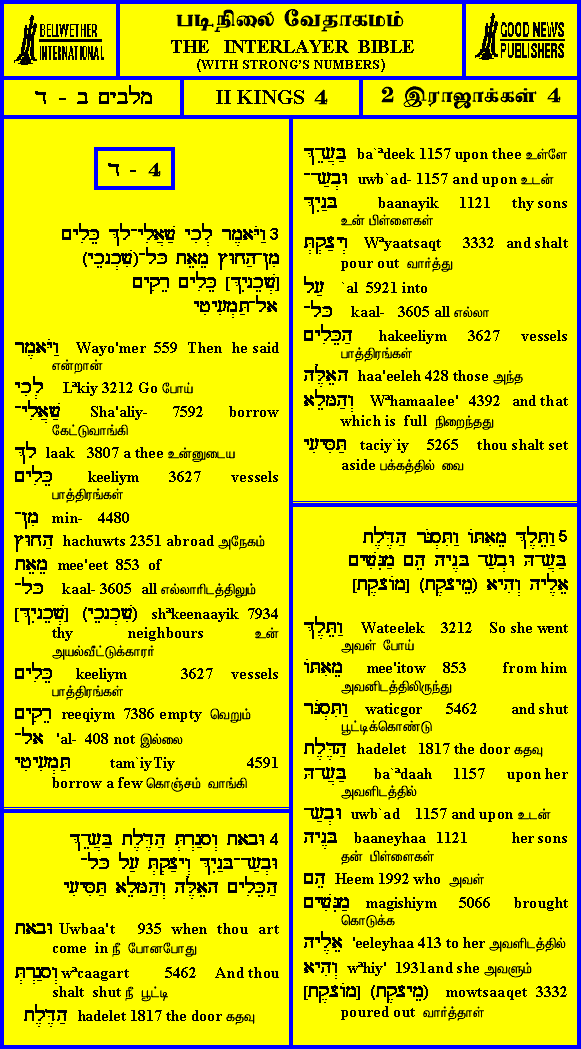 BELLWETHER
INTERNATIONAL
படிநிலை வேதாகமம்
THE INTERLAYER BIBLE
(WITH STRONG'S NUMBERS)
GOOD NEWS
PUBLISHERS
מלבים ב - ד
II KINGS 4
2 இராஜாக்கள் 4
ד - 4
3 וַיֹּאמֶר לְכִי שַׁאֲלִי־לָךְ כֵּלִים
מִן־הַחוּץ מֵאֵת כָּל־(שְׁכֵנָכִי)
[שְׁכֵנָיִךְ] כֵּלִים רֵקִים
אַל־תַּמְעִיטִי
וַיֹּאמֶר Wayo'mer 559 Then he said
என்றான்
לְכִי Lªkiy 3212 Go போய்
שַׁאֲלִי־ Sha'aliy- 7592 borrow
கேட்டுவாங்கி
לָךְ laak 3807 a thee உன்னுடைய
כֵּלִים keeliym 3627 vessels
பாத்திரங்கள்
מִן־ min- 4480
הַחוּץ hachuwts 2351 abroad அநேகம்
מֵאֵת mee'eet 853 of
כָּל־ kaal- 3605 all எல்லாரிடத்திலும்
[שְׁכֵנָיִךְ] (שְׁכֵנָכִי) shªkeenaayik 7934
thy neighbours உன்
அயல்வீட்டுக்காரர்
כֵּלִים keeliym 3627 vessels
பாத்திரங்கள்
רֵקִים reeqiym 7386 empty வெறும்
אַל־ 'al- 408 not இல்லை
תַּמְעִיטִי tam`iyTiy 4591
borrow a few கொஞ்சம் வாங்கி
4 וּבָאת וְסָגַרְתְּ הַדֶּלֶת בַּעֲדֵךְ
וּבְעַד־בָּנַיִךְ וְיָצַקְתְּ עַל כָּל־
הַכֵּלִים הָאֵלֶּה וְהַמָּלֵא תַּסִּיעִי
וּבָאת Uwbaa't 935 when thou art
come in நீ போனபோது
וְסָגַרְתְּ wªcaagart 5462 And thou
shalt shut நீ பூட்டி
הַדֶּלֶת hadelet 1817 the door கதவு
בַּעֲדֵךְ ba`ªdeek 1157 upon thee உள்ளே
וּבְעַד־ uwb`ad- 1157 and upon உடன்
בָּנַיִךְ baanayik 1121 thy sons
உன் பிள்ளைகள்
וְיָצַקְתְּ Wªyaatsaqt 3332 and shalt
pour out வார்த்து
עַל `al 5921 into
כָּל־ kaal- 3605 all எல்லா
הַכֵּלִים hakeeliym 3627 vessels
பாத்திரங்கள்
הָאֵלֶּה haa'eeleh 428 those அந்த
וְהַמָּלֵא Wªhamaalee' 4392 and that
which is full நிறைந்தது
תַּסִּיעִי taciy`iy 5265 thou shalt set
aside பக்கத்தில் வை
5 וַתֵּלֶךְ מֵאִתּוֹ וַתִּסְגֹּר הַדֶּלֶת
בַּעֲדָהּ וּבְעַד בָּנֶיהָ הֵם מַגִּשִׁים
אֵלֶיהָ וְהִיא (מֵיצָקֶת) [מוֹצָקֶת]
וַתֵּלֶךְ Wateelek 3212 So she went
அவள் போய்
מֵאִתּוֹ mee'itow 853 from him
அவனிடத்திலிருந்து
וַתִּסְגֹּר waticgor 5462 and shut
பூட்டிக்கொண்டு
הַדֶּלֶת hadelet 1817 the door கதவு
בַּעֲדָהּ ba`ªdaah 1157 upon her
அவளிடத்தில்
וּבְעַד uwb`ad 1157 and upon உடன்
בָּנֶיהָ baaneyhaa 1121 her sons
தன் பிள்ளைகள்
הֵם Heem 1992 who அவள்
מַגִּשִׁים magishiym 5066 brought
கொடுக்க
אֵלֶיהָ 'eeleyhaa 413 to her அவளிடத்தில்
וְהִיא wªhiy' 1931and she அவளும்
[מוֹצָקֶת] (מֵיצָקֶת) mowtsaaqet 3332
poured out வார்த்தாள்